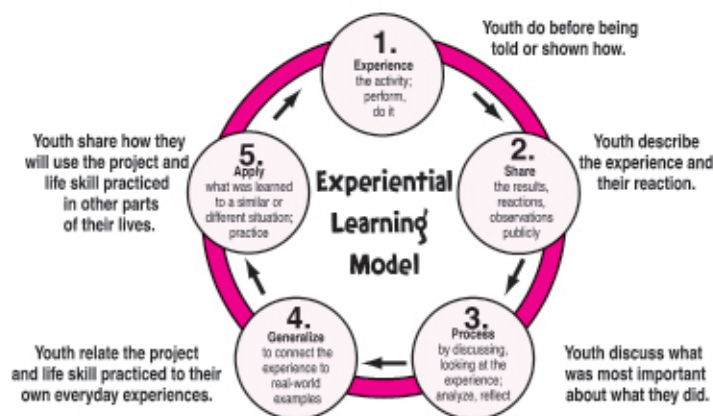 1.
Experience
the activity;
perform,
do it
Youth do before being
told or shown how.
2.
Share
the results,
reactions,
observations
publicly
Youth describe
the experience and
their reaction.
3.
Process
by discussing,
looking at the
experience;
analyze, reflect
Youth discuss what
was most important
about what they did.
4.
Generalize
to connect the
experience to
real-world
examples
Youth relate the project
and life skill practiced to their
own everyday experiences.
5.
Apply
what was learned
to a similar or
different situation;
practice
Youth share how they
will use the project and
life skill practiced
in other parts
of their lives.
Experiential
Learning
Model